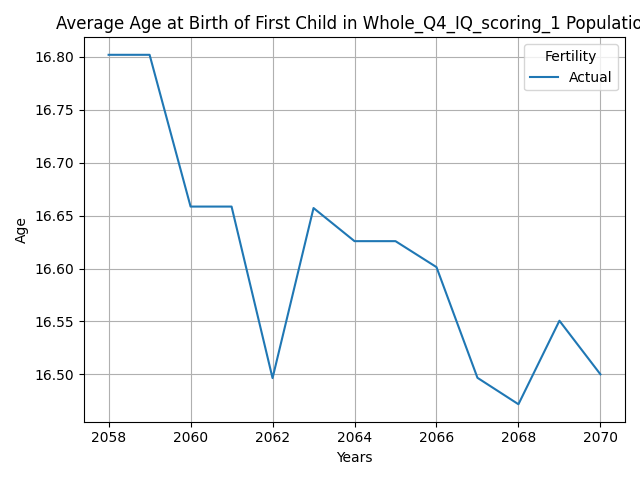 Average Age at Birth of First Child in Whole_Q4_IQ_scoring_1 Populatio
Fertility
Actual
16.80
16.75
16.70
16.65
16.60
16.55
16.50
Age
2058 2060 2062 2064 2066 2068 2070
Years